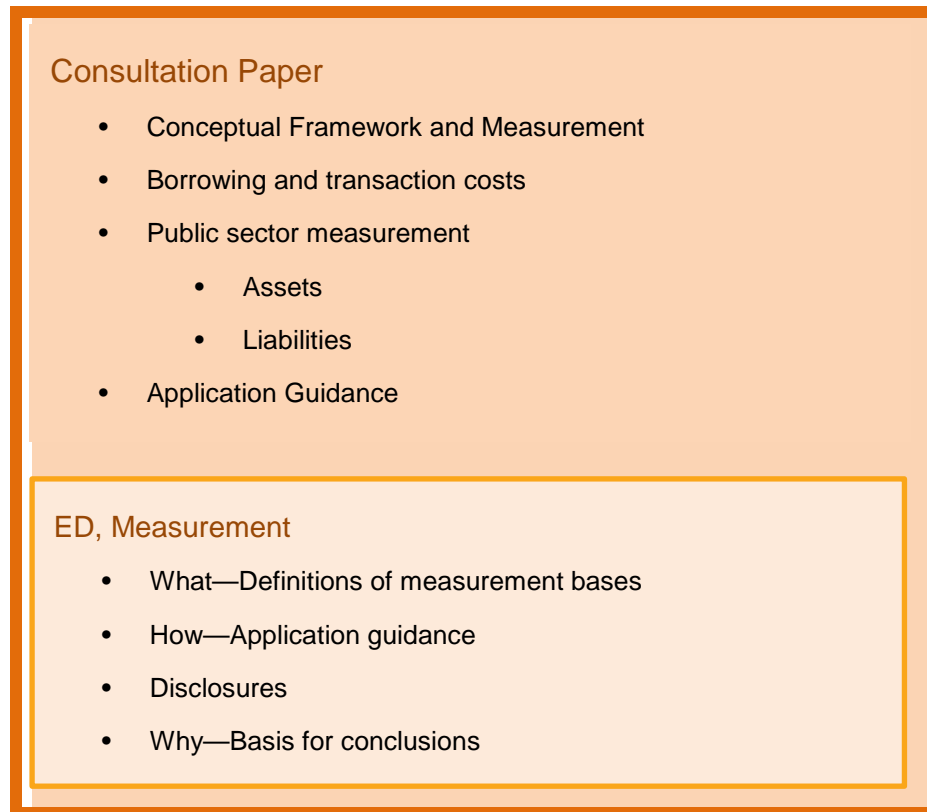 Consultation Paper
• Conceptual Framework and Measurement
• Borrowing and transaction costs
• Public sector measurement
• Assets
• Liabilities
• Application Guidance
ED, Measurement
• What—Definitions of measurement bases
• How—Application guidance
• Disclosures
• Why—Basis for conclusions